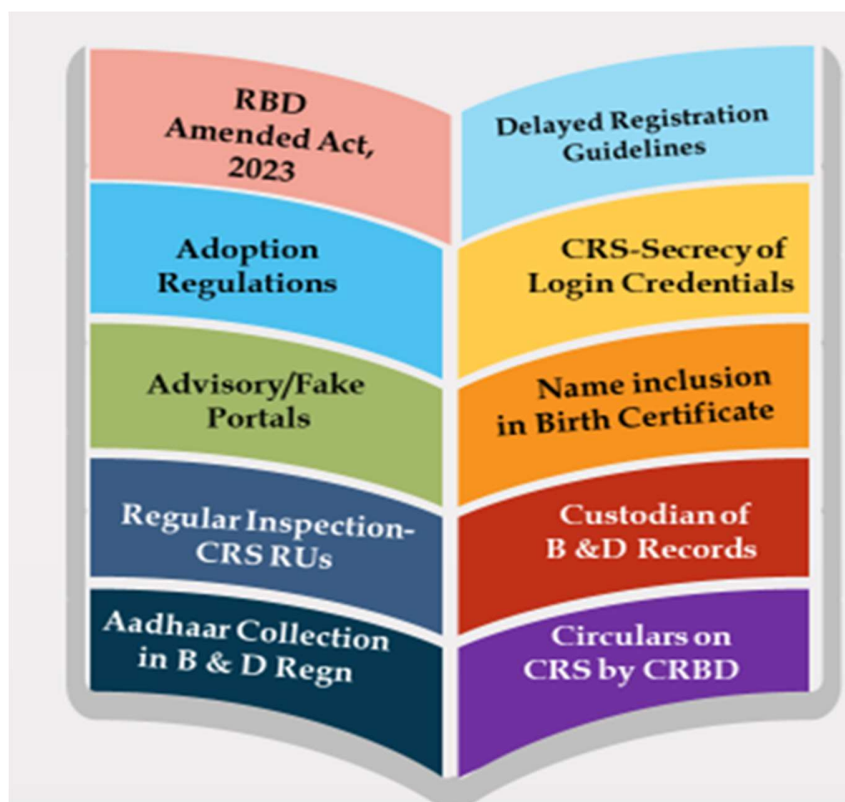 RBD
Amended Act,
2023
Adoption
Regulations
Advisory/Fake
Portals
Regular Inspection-
CRS RUs
Aadhaar Collection
in B & D Regn
Delayed Registration
Guidelines
CRS-Secrecy of
Login Credentials
Name inclusion
in Birth Certificate
Custodian of
B &D Records
Circulars on
CRS by CRBD